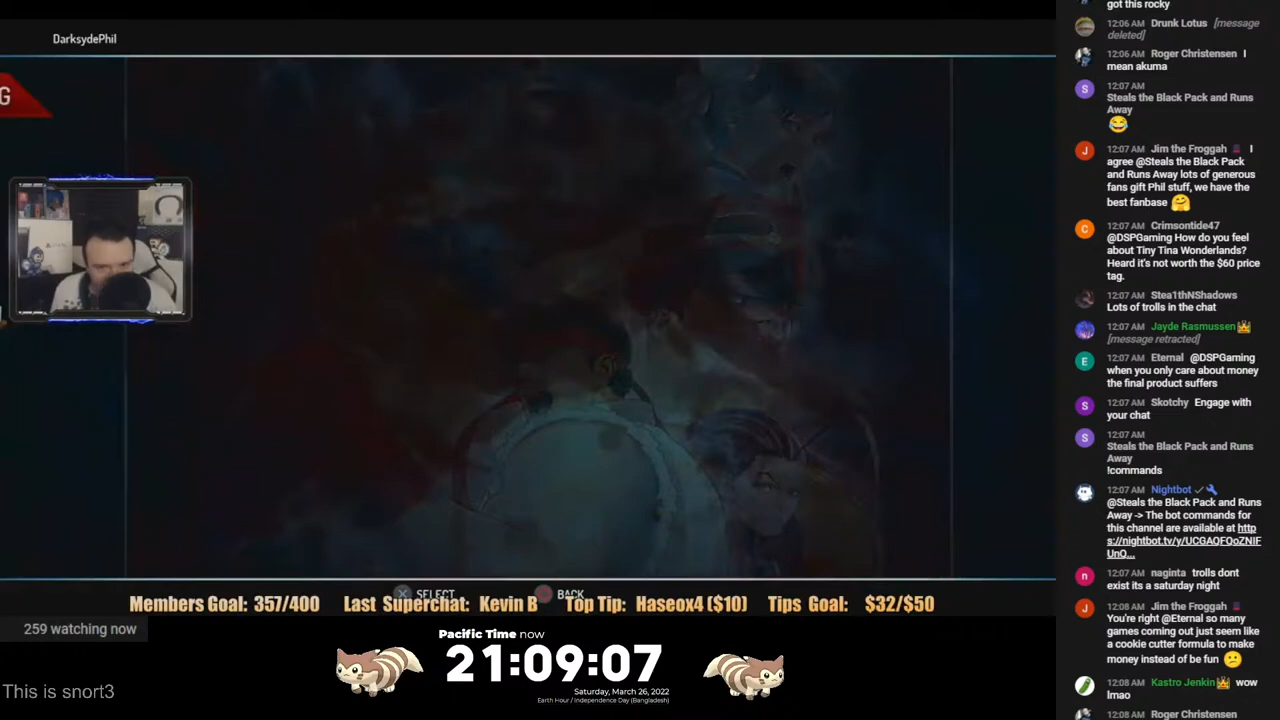 DarksydePhil
G
SELECT
BACK
Members Goal: 357/400
Last Superchat: Kevin B
Top Tip: Haseox4 ($10)
Tips Goal: $32/$50
259 watching now
Pacific Time now
21:09:07
Saturday, March 26, 2022
Earth Hour / Independence Day (Bangladesh)
This is snort3
got this rocky
12:06 AM Drunk Lotus [message
deleted]
12:06 AM Roger Christensen I
mean akuma
12:07 AM
Steals the Black Pack and Runs
Away
😂
12:07 AM Jim the Froggah I
agree @Steals the Black Pack
and Runs Away lots of generous
fans gift Phil stuff, we have the
best fanbase 🤗
12:07 AM Crimsontide47
@DSPGaming How do you feel
about Tiny Tina Wonderlands?
Heard it's not worth the $60 price
tag.
12:07 AM Stea1thNShadows
Lots of trolls in the chat
12:07 AM Jayde Rasmussen
[message retracted]
12:07 AM Eternal @DSPGaming
when you only care about money
the final product suffers
12:07 AM Skotchy Engage with
your chat
12:07 AM
Steals the Black Pack and Runs
Away
!commands
12:07 AM Nightbot
@Steals the Black Pack and Runs
Away -> The bot commands for
this channel are available at http
s://nightbot.tv/y/UCGAOFOoZNIF
UnQ...
12:07 AM naginta trolls dont
exist its a saturday night
12:08 AM Jim the Froggah
You're right @Eternal so many
games coming out just seem like
a cookie cutter formula to make
money instead of be fun 😕
12:08 AM Kastro Jenkin wow
lmao
12:08 AM Roger Christensen